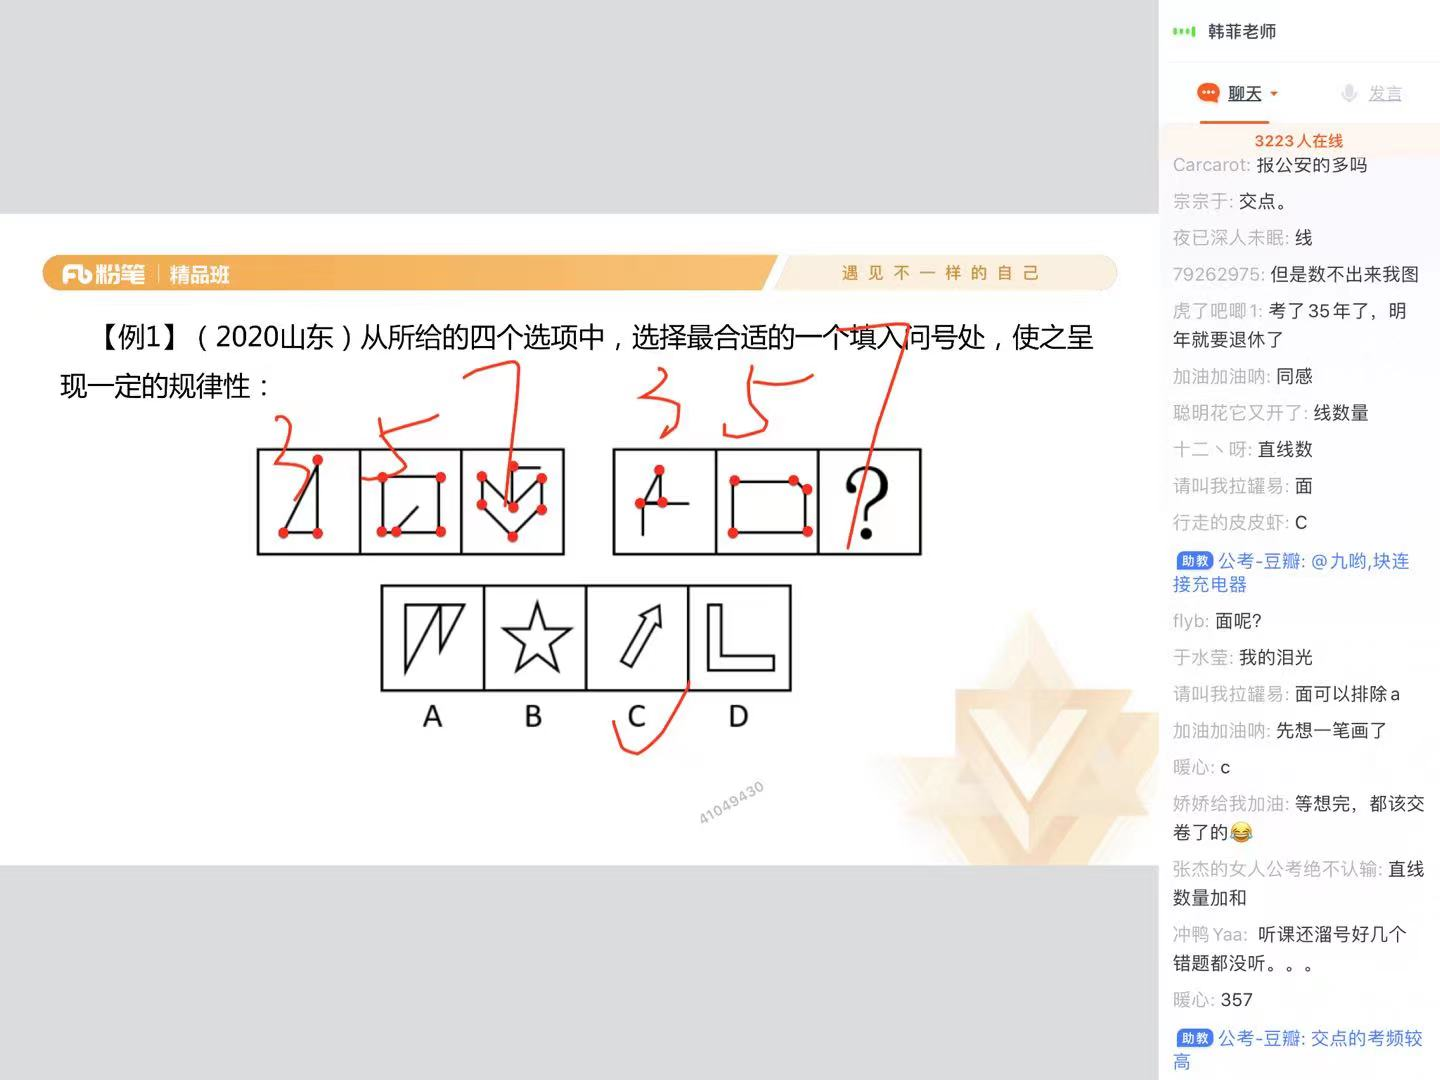 粉笔 精品班
遇见不一样的自己
【例1】（2020山东）从所给的四个选项中，选择最合适的一个填入问号处，使之呈
现一定的规律性：
3 5 7 3 5 7
?
A B C D
41049430
韩菲老师
聊天 发言
3223人在线
Carcarot: 报公安的多吗
宗宗于: 交点。
夜已深人未眠: 线
79262975: 但是数不出来我图
虎了吧唧1: 考了35年了，明
年就要退休了
加油加油呐: 同感
聪明花它又开了: 线数量
十二丶呀: 直线数
请叫我拉罐易: 面
行走的皮皮虾: C
助教 公考-豆瓣: @九哟,块连
接充电器
flyb: 面呢?
于水莹: 我的泪光
请叫我拉罐易: 面可以排除a
加油加油呐: 先想一笔画了
暖心: c
娇娇给我加油: 等想完，都该交
卷了的😂
张杰的女人公考绝不认输: 直线
数量加和
冲鸭Yaa: 听课还溜号好几个
错题都没听。。。
暖心: 357
助教 公考-豆瓣: 交点的考频较
高